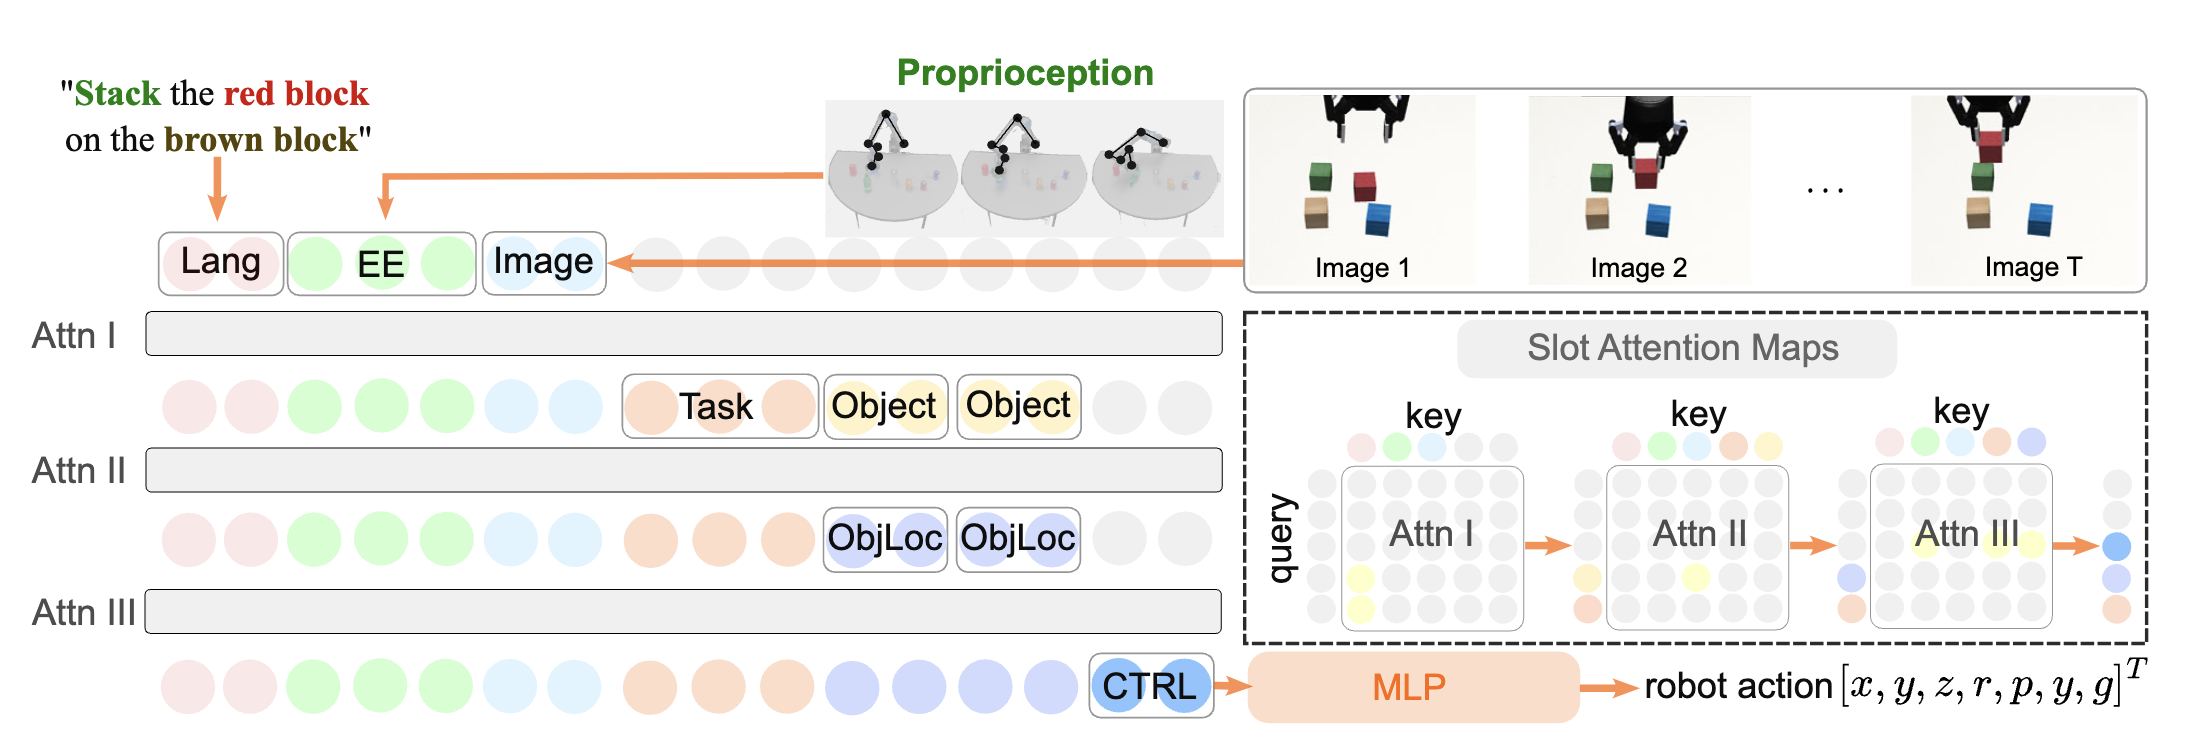 "Stack the red block
on the brown block"
Proprioception
Image 1
Image 2
...
Image T
Lang
EE
Image
Attn I
Task
Object
Object
Attn II
ObjLoc
ObjLoc
Attn III
CTRL
MLP
robot action [x, y, z, r, p, y, g]^T
Slot Attention Maps
key
key
key
query
Attn I
Attn II
Attn III